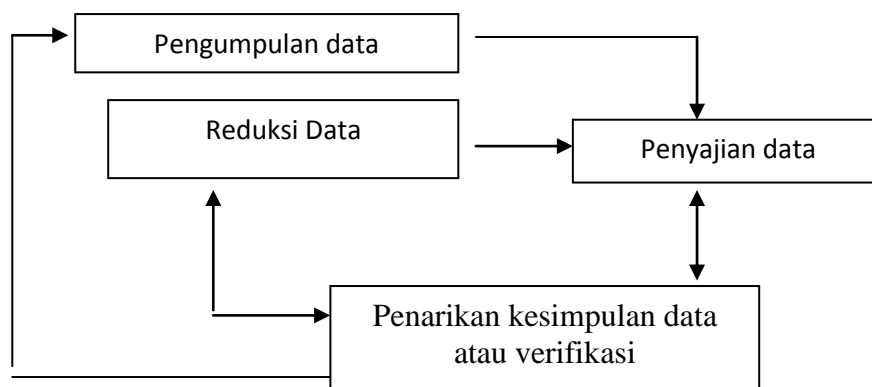 Pengumpulan data
Reduksi Data
Penyajian data
Penarikan kesimpulan data
atau verifikasi